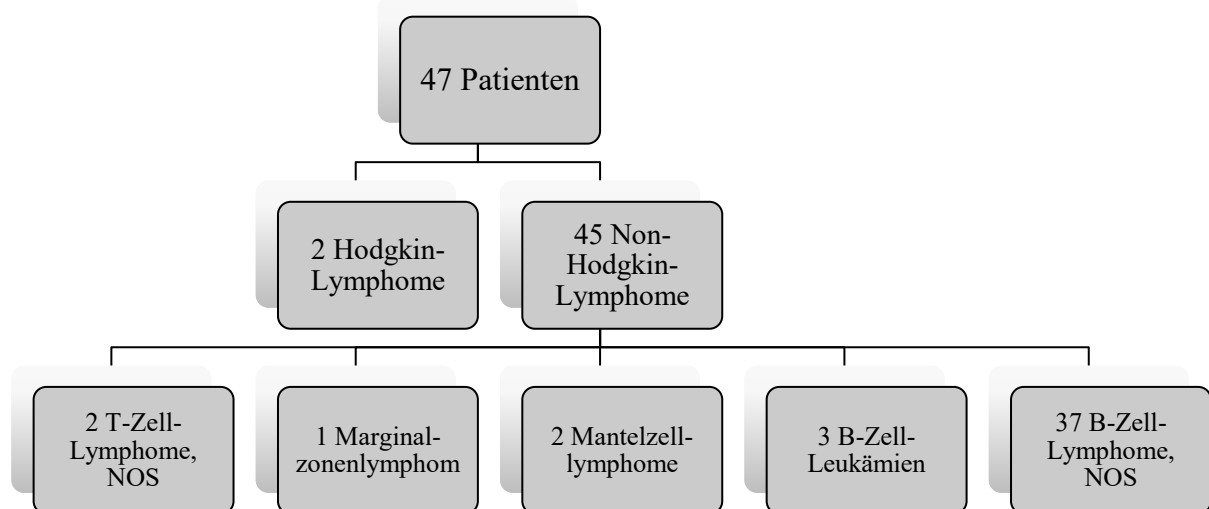 47 Patienten
2 Hodgkin-
Lymphome
45 Non-
Hodgkin-
Lymphome
2 T-Zell-
Lymphome,
NOS
1 Marginal-
zonenlymphom
2 Mantelzell-
lymphome
3 B-Zell-
Leukämien
37 B-Zell-
Lymphome,
NOS